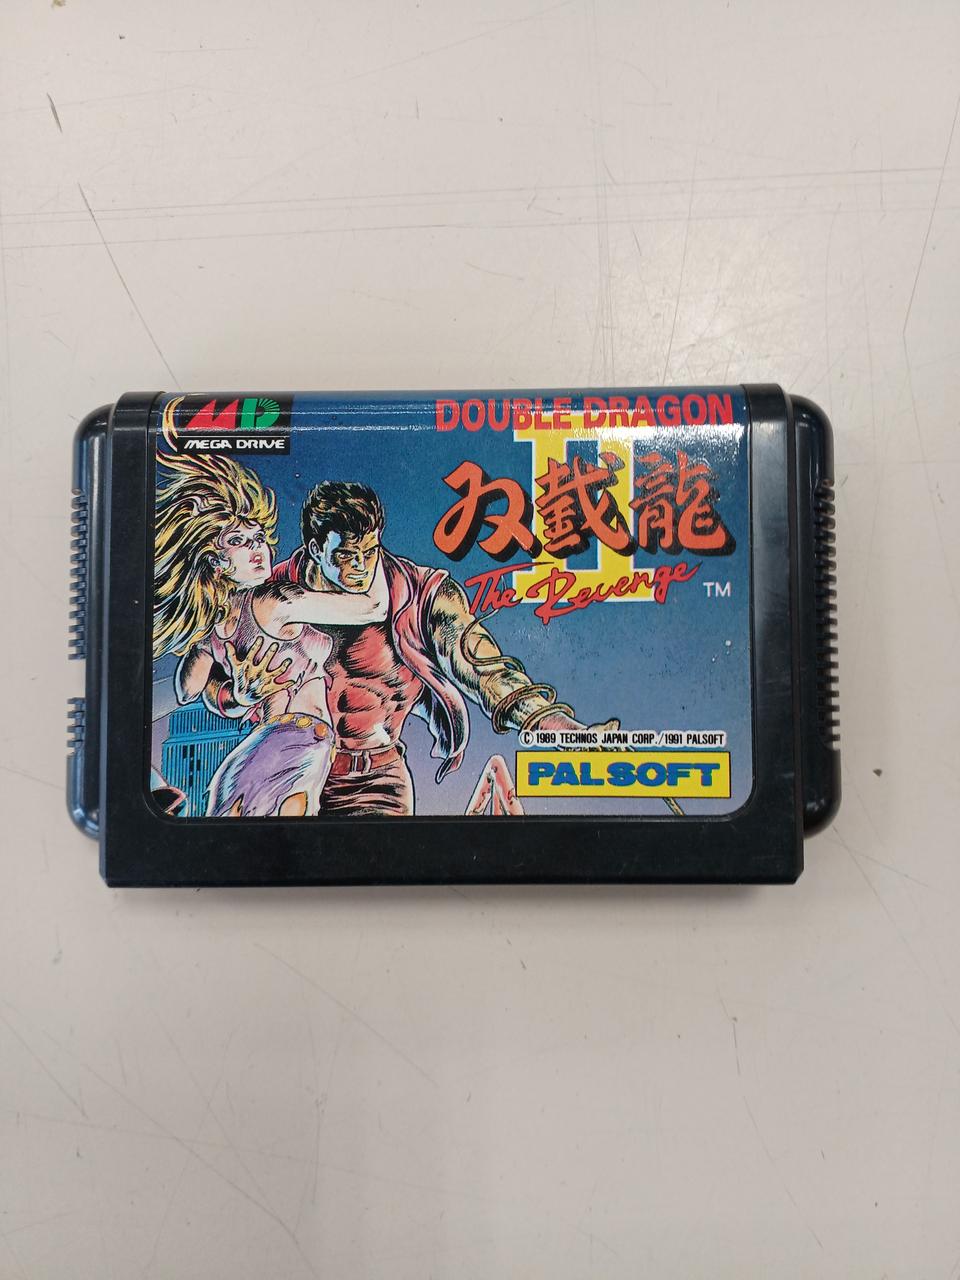 MD
MEGA DRIVE
DOUBLE DRAGON
II
双截龍
The Revenge
TM
© 1989 TECHNOS JAPAN CORP./1991 PALSOFT
PALSOFT